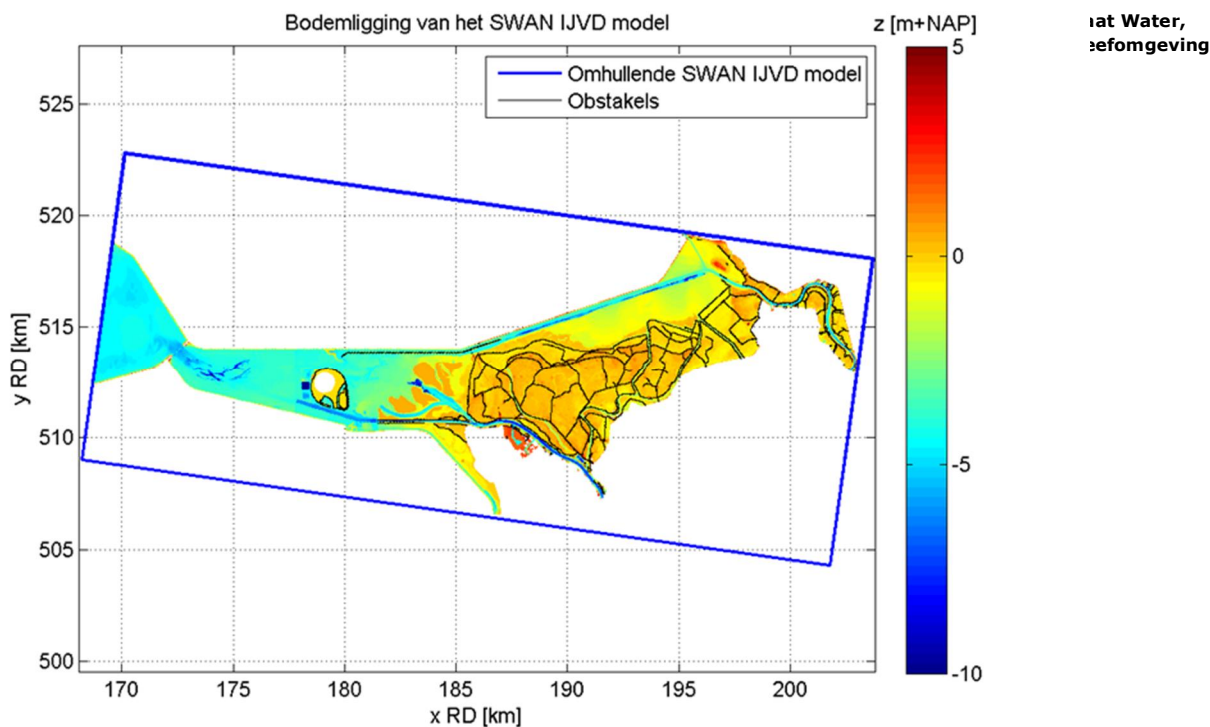 Bodemligging van het SWAN IJVD model
z [m+NAP]
Water,
Omhullende SWAN IJVD model
Obstakels
5
0
-5
-10
525
520
515
510
505
500
y RD [km]
170
175
180
185
190
195
200
x RD [km]